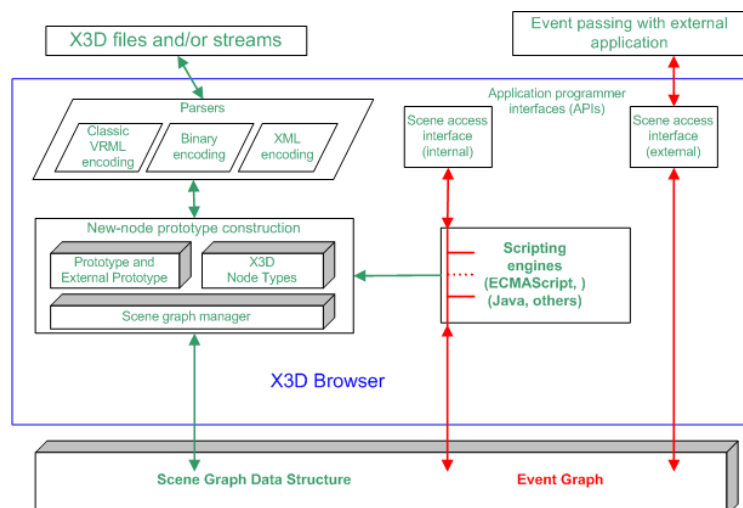 X3D files and/or streams
Event passing with external
application
Parsers
Classic
VRML
encoding
Binary
encoding
XML
encoding
Application programmer
interfaces (APIs)
Scene access
interface
(internal)
Scene access
interface
(external)
New-node prototype construction
Prototype and
External Prototype
X3D
Node Types
Scene graph manager
Scripting
engines
(ECMAScript, )
(Java, others)
X3D Browser
Scene Graph Data Structure
Event Graph